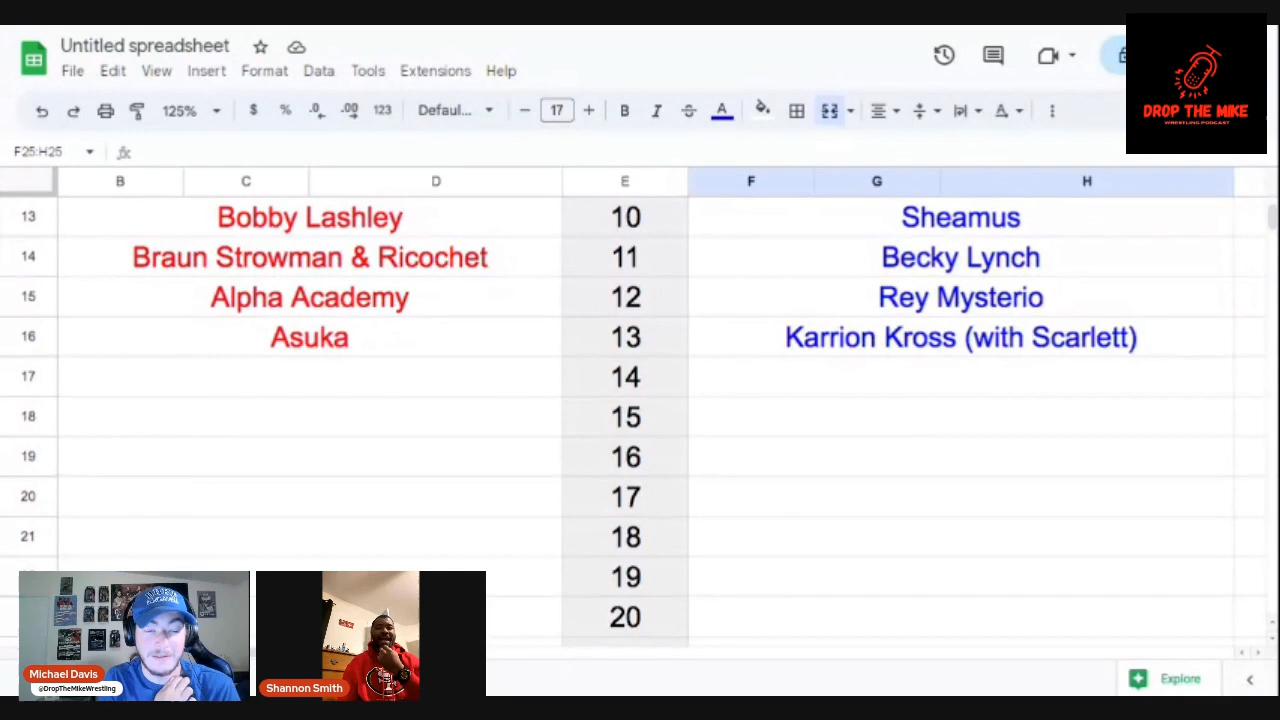 Untitled spreadsheet
File Edit View Insert Format Data Tools Extensions Help
125% $ % .0 .00 123 Defaul... − 17 + B I S A
DROP THE MIKE
WRESTLING PODCAST
F25:H25 fx
B C D E F G H
13 Bobby Lashley 10 Sheamus
14 Braun Strowman & Ricochet 11 Becky Lynch
15 Alpha Academy 12 Rey Mysterio
16 Asuka 13 Karrion Kross (with Scarlett)
17 14
18 15
19 16
20 17
21 18
19
20
Michael Davis
@DropTheMikeWrestling
Shannon Smith
Explore